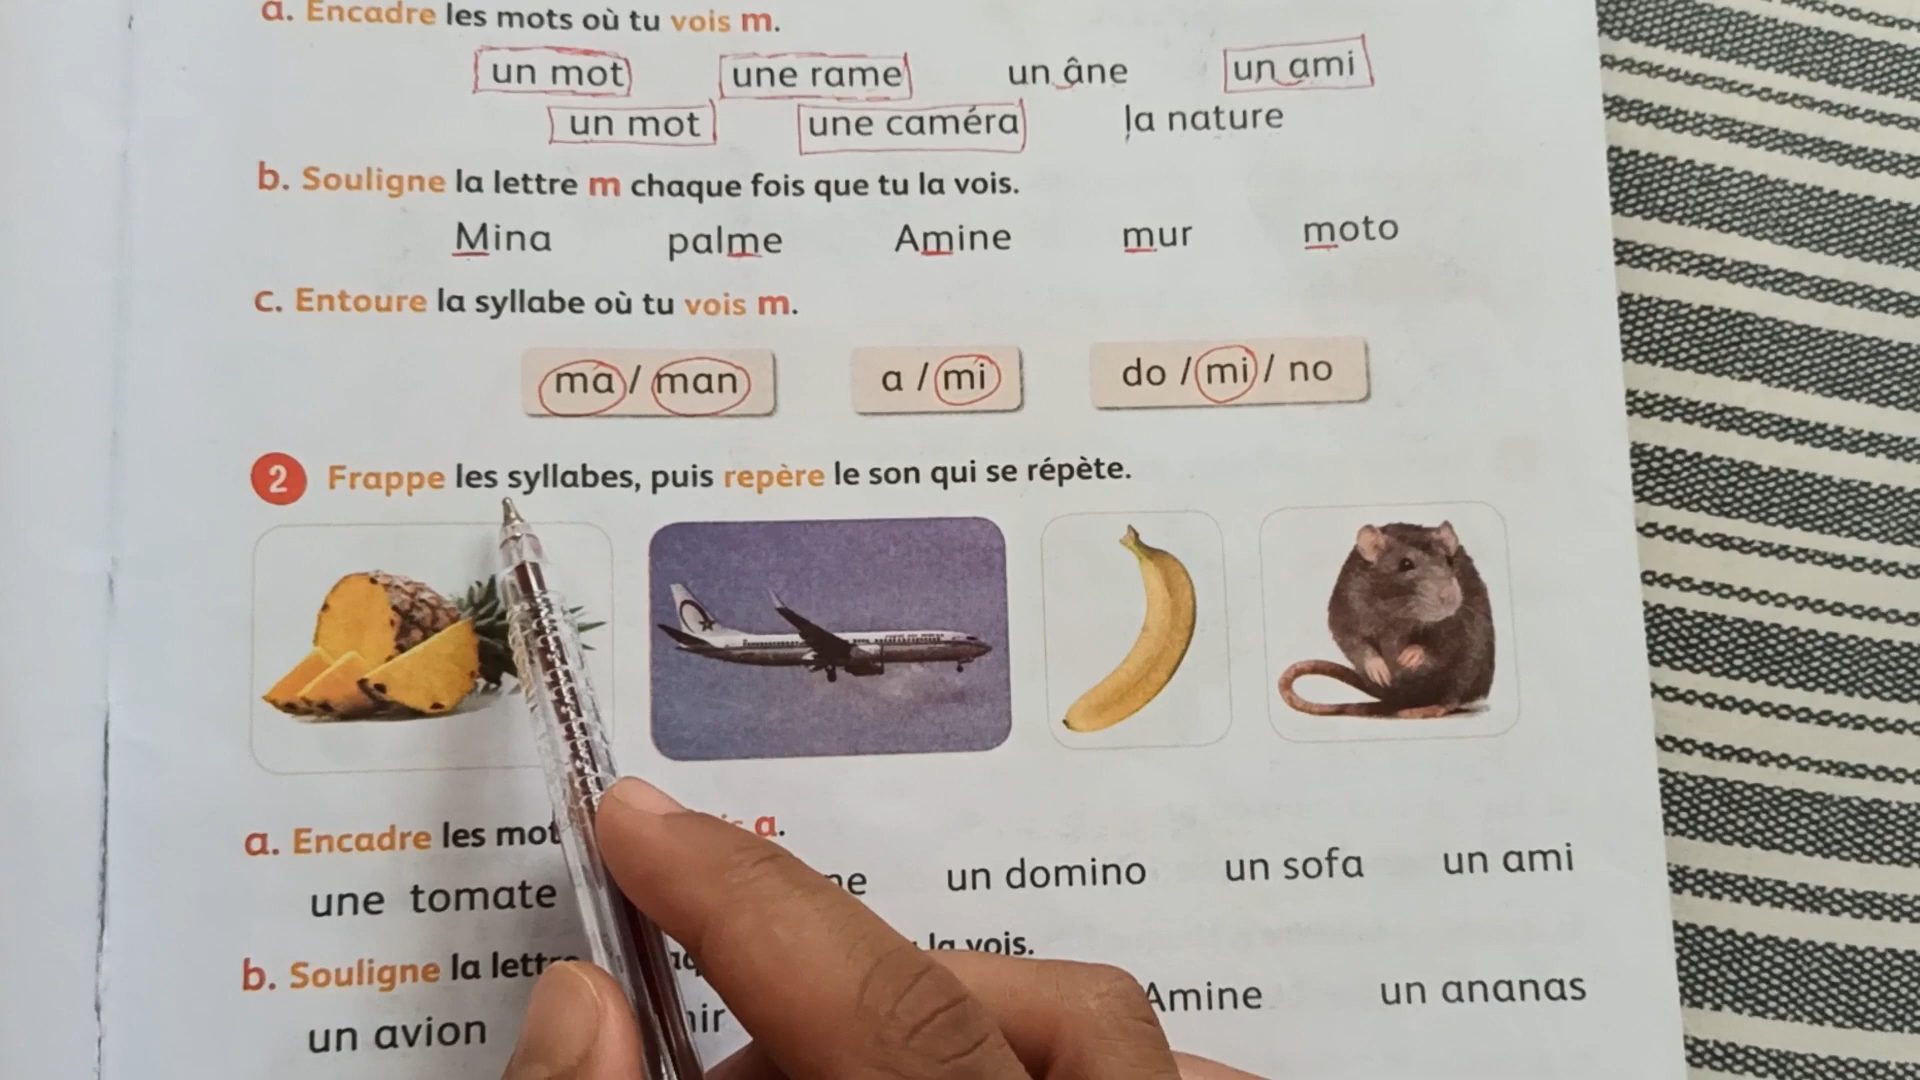 a. Encadre les mots où tu vois m.
un mot une rame un âne un ami
un mot une caméra la nature
b. Souligne la lettre m chaque fois que tu la vois.
Mina palme Amine mur moto
c. Entoure la syllabe où tu vois m.
ma / man a / mi do / mi / no
2 Frappe les syllabes, puis repère le son qui se répète.
a. Encadre les a.
une tomate un domino un sofa un ami
b. Souligne la la vois.
un avion Amine un ananas